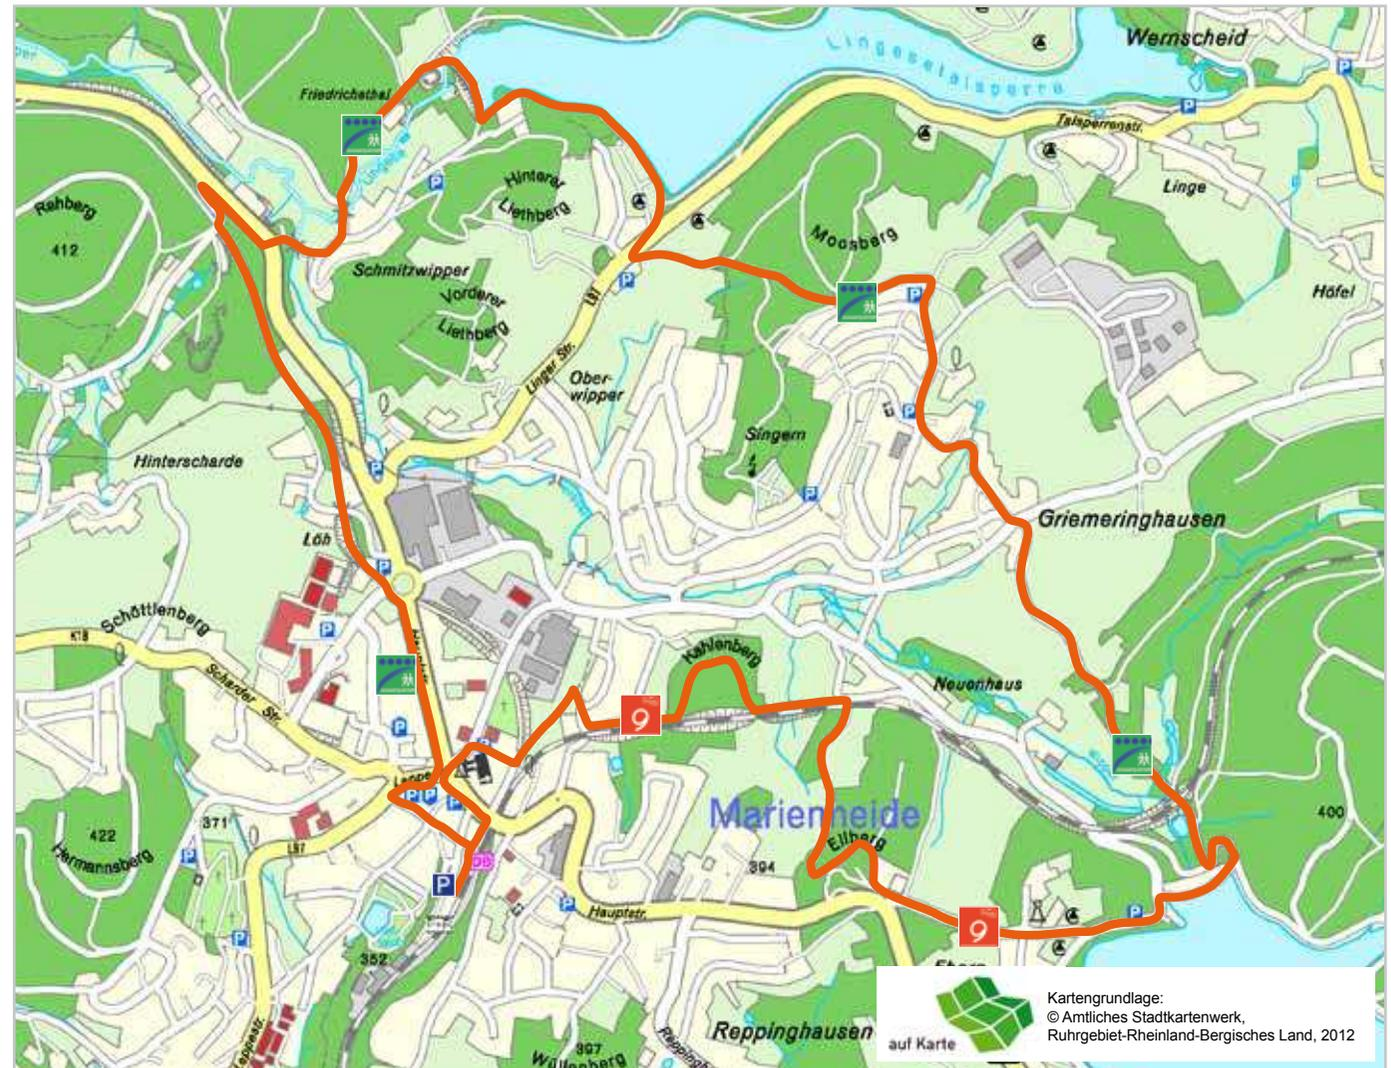 Lingesetalsperre
Wernscheid
Friedrichsthal
P
Talsperrenstr.
Hinterer
Liethberg
P
Linge
Rehberg
412
Moosberg
Schmitzwipper
P
Höfel
Vorderer
Liethberg
L97
P
Linger Str.
Ober-
wipper
P
Singern
Hinterscharde
P
P
Griemeringhausen
Löh
P
Schöttlenberg
K18
P
Kahlenberg
Scharder Str.
Neuenhaus
9
P
Marienheide
400
371
422
Hermannsberg
Eilberg
394
L97
P
DB
P
Hauptstr.
P
P
9
P
352
Kartengrundlage:
© Amtliches Stadtkartenwerk,
Ruhrgebiet-Rheinland-Bergisches Land, 2012
auf Karte
Reppinghausen
397
Wüllenberg